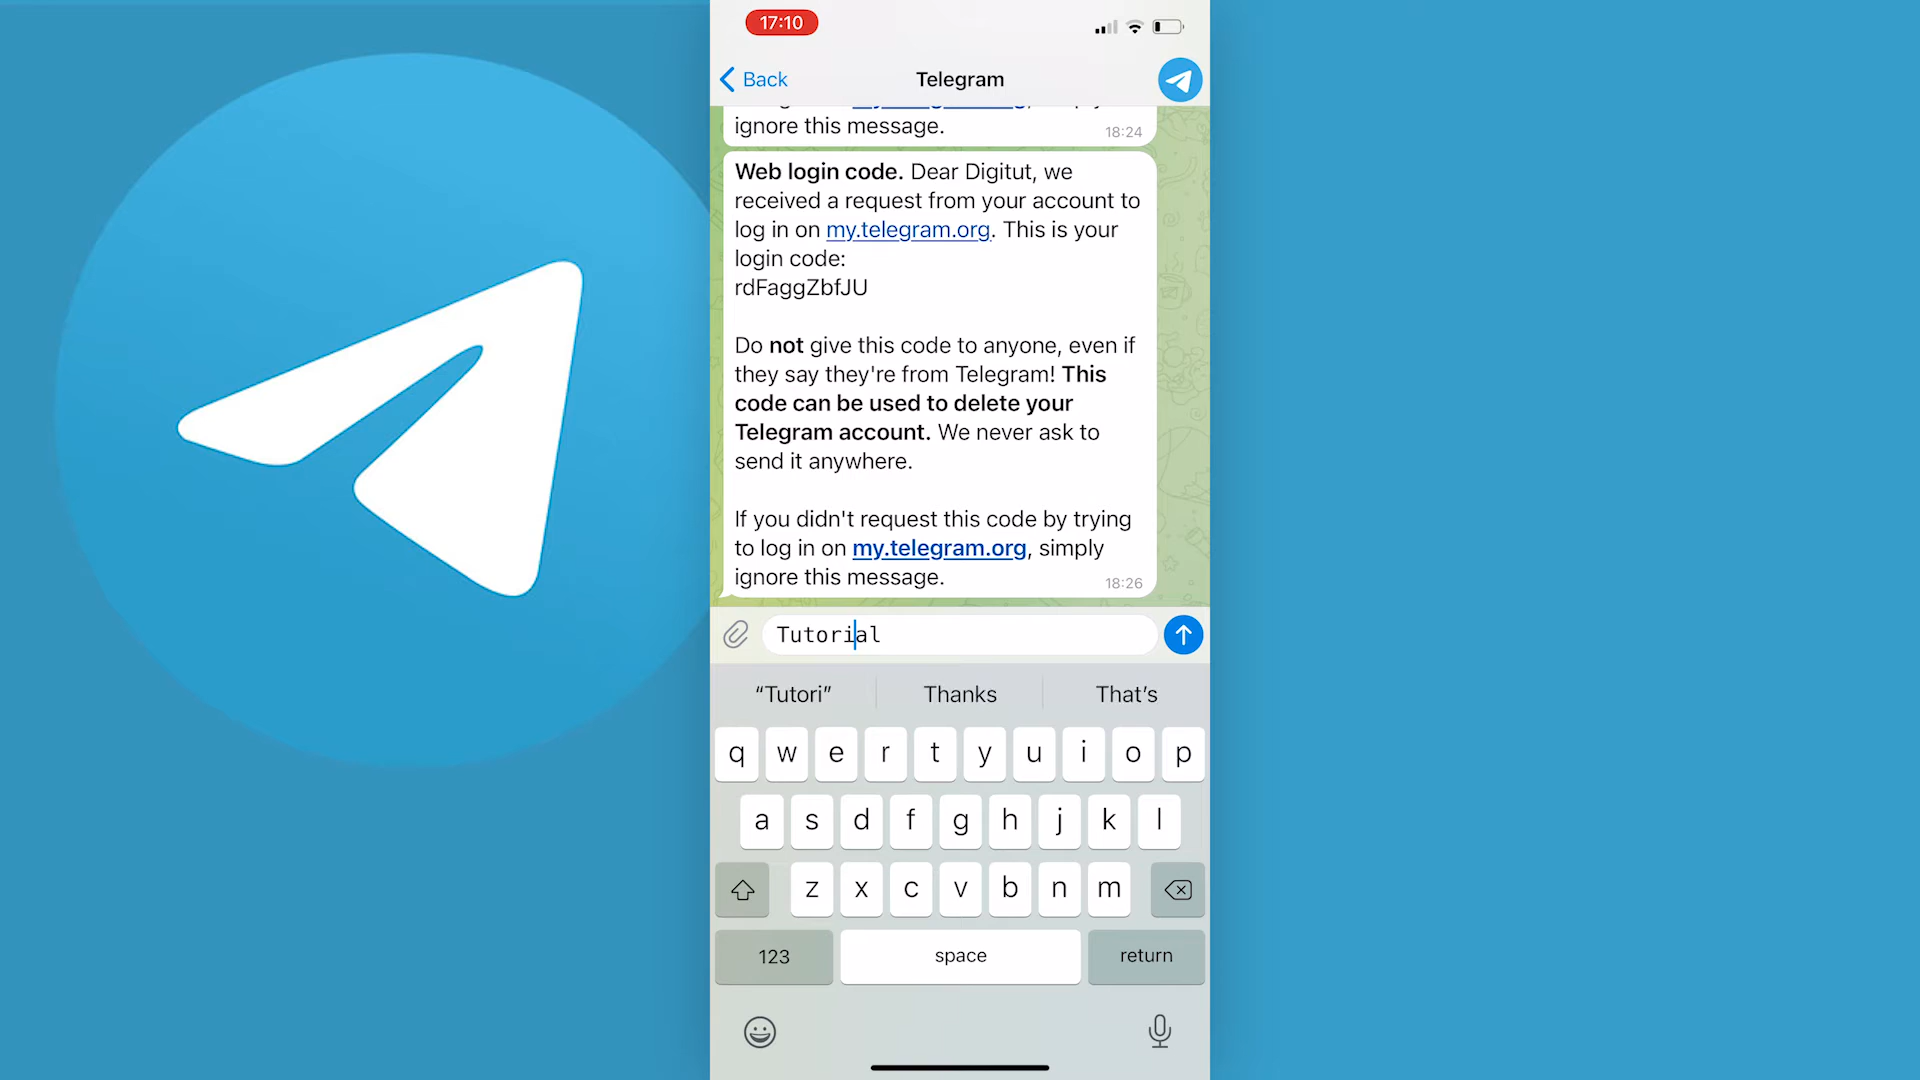 17:10
Back
Telegram
ignore this message.
18:24
Web login code. Dear Digitut, we
received a request from your account to
log in on my.telegram.org. This is your
login code:
rdFaggZbfJU
Do not give this code to anyone, even if
they say they're from Telegram! This
code can be used to delete your
Telegram account. We never ask to
send it anywhere.
If you didn't request this code by trying
to log in on my.telegram.org, simply
ignore this message.
18:26
Tutorial
“Tutori” Thanks That’s
q w e r t y u i o p
a s d f g h j k l
z x c v b n m
123 space return